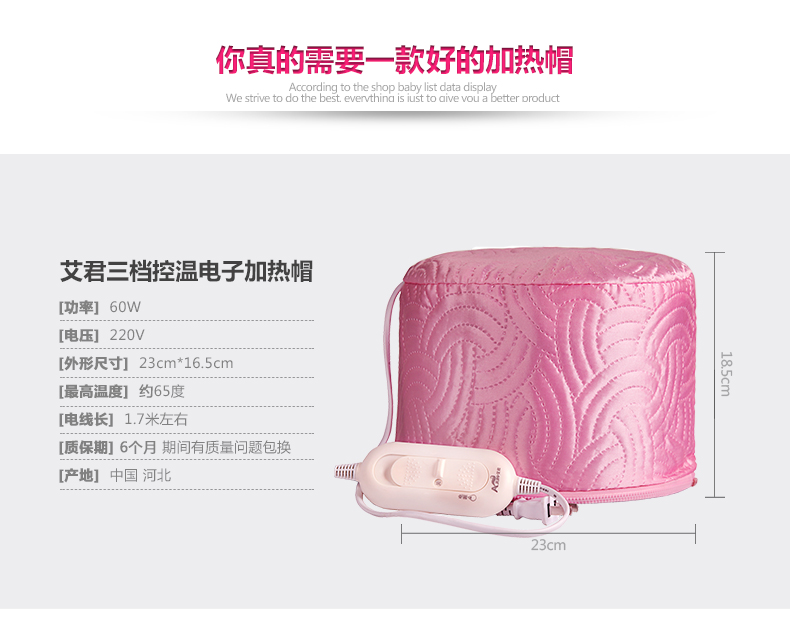 你真的需要一款好的加热帽
According to the shop baby list data display
We strive to do the best, everything is just to give you a better product
艾君三档控温电子加热帽
[功率] 60W
[电压] 220V
[外形尺寸] 23cm*16.5cm
[最高温度] 约65度
[电线长] 1.7米左右
[质保期] 6个月 期间有质量问题包换
[产地] 中国 河北
18.5cm
23cm